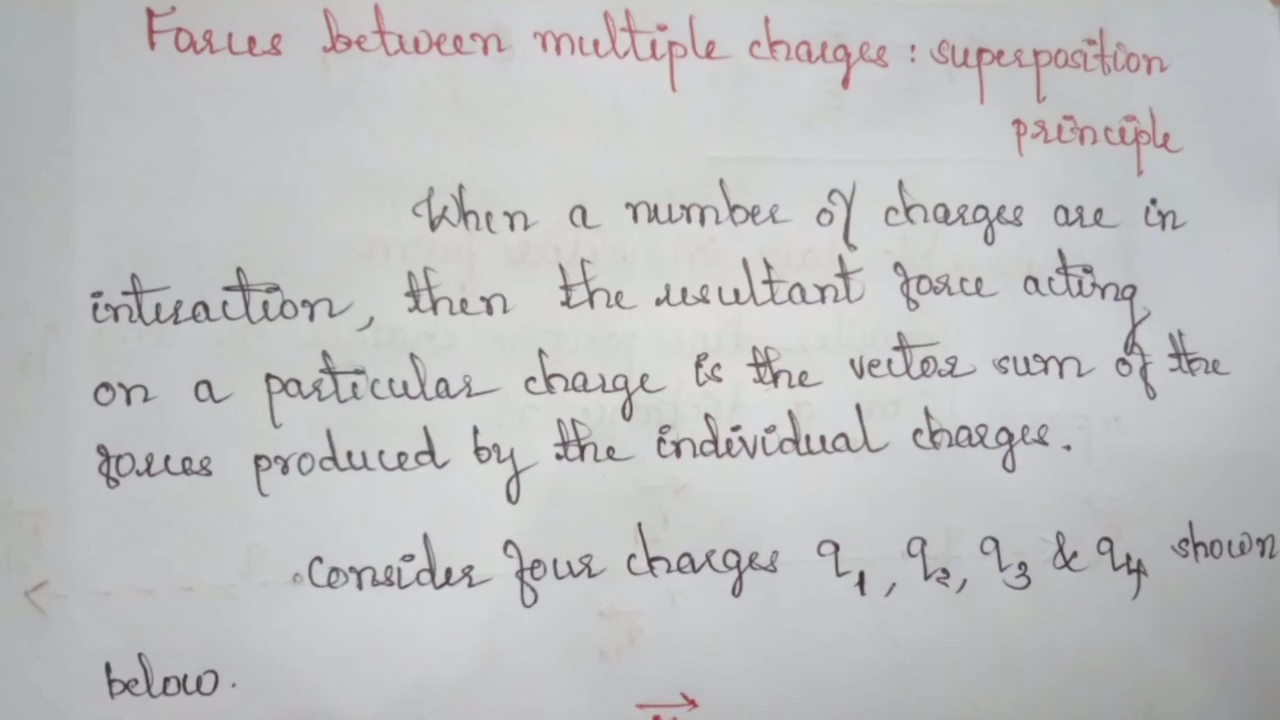 Forces between multiple charges : superposition
principle
When a number of charges are in
interaction, then the resultant force acting
on a particular charge is the vector sum of the
forces produced by the individual charges.
Consider four charges q1, q2, q3 & q4 shown
below.